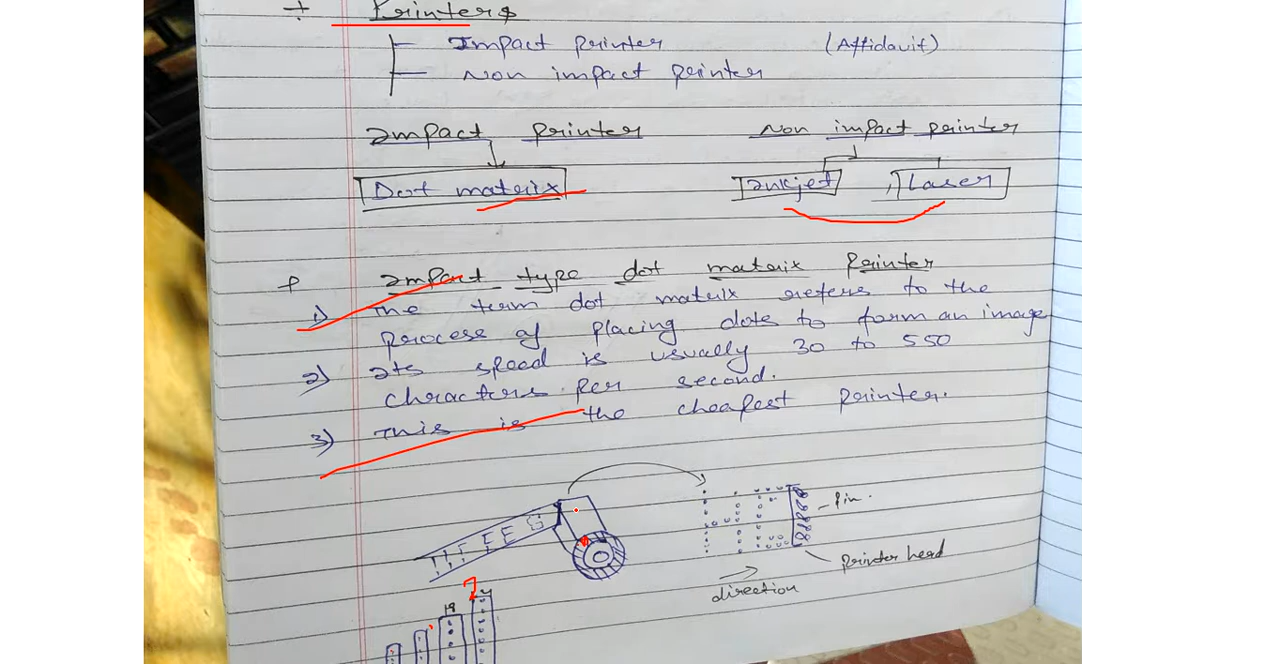 Printers
Impact printer (Affidavit)
Non impact printer
Impact printer Non impact printer
Dot matrix Inkjet , Laser
Impact type dot matrix Printer
1) The term dot matrix refers to the
process of placing dots to form an image
2) Its speed is usually 30 to 550
chracters per second.
3) This is the cheapest printer.
Pin.
Printer head
direction
18